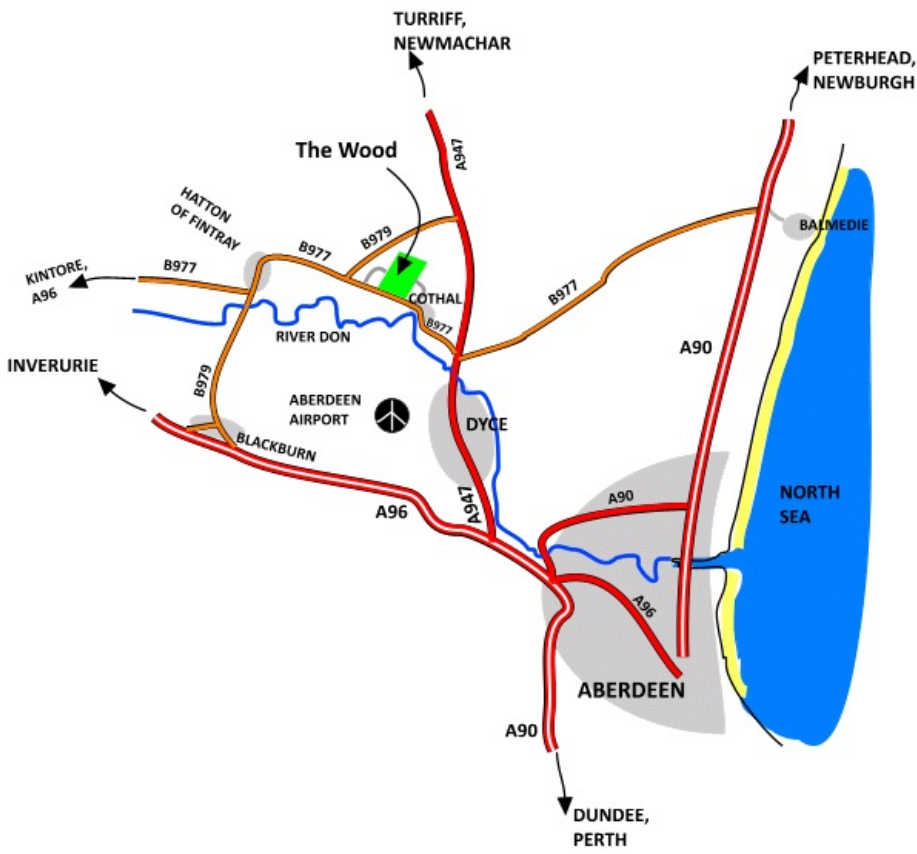 TURRIFF,
NEWMACHAR
PETERHEAD,
NEWBURGH
The Wood
A947
HATTON
OF FINTRAY
B979
B977
BALMEDIE
KINTORE,
A96
B977
COTHAL
B977
B977
RIVER DON
A90
INVERURIE
B979
ABERDEEN
AIRPORT
DYCE
BLACKBURN
A96
A947
A90
NORTH
SEA
A96
ABERDEEN
A90
DUNDEE,
PERTH